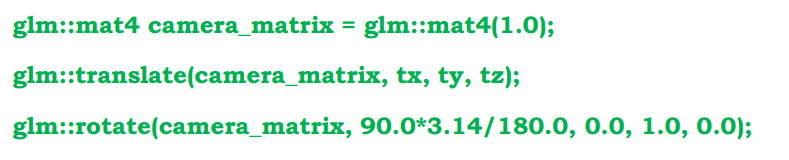 glm::mat4 camera_matrix = glm::mat4(1.0);
glm::translate(camera_matrix, tx, ty, tz);
glm::rotate(camera_matrix, 90.0*3.14/180.0, 0.0, 1.0, 0.0);